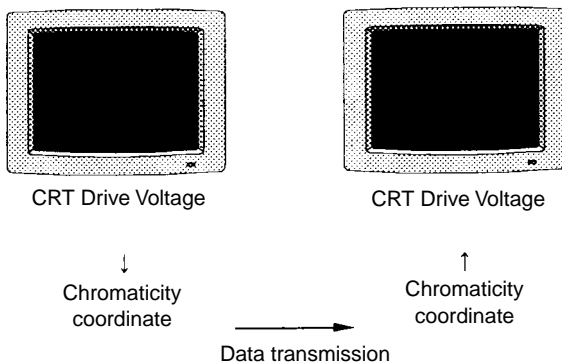 CRT Drive Voltage
CRT Drive Voltage
↓
↑
Chromaticity
coordinate
Chromaticity
coordinate
Data transmission